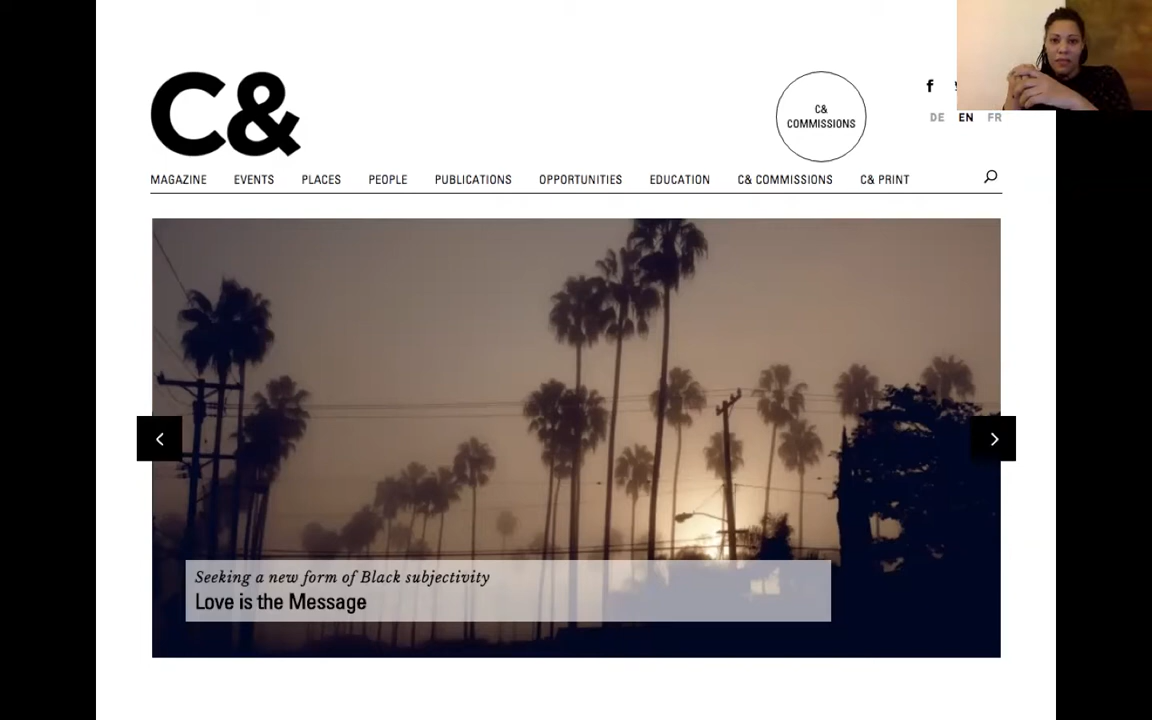 C&
C& COMMISSIONS
f
DE EN FR
MAGAZINE EVENTS PLACES PEOPLE PUBLICATIONS OPPORTUNITIES EDUCATION C& COMMISSIONS C& PRINT
Seeking a new form of Black subjectivity
Love is the Message